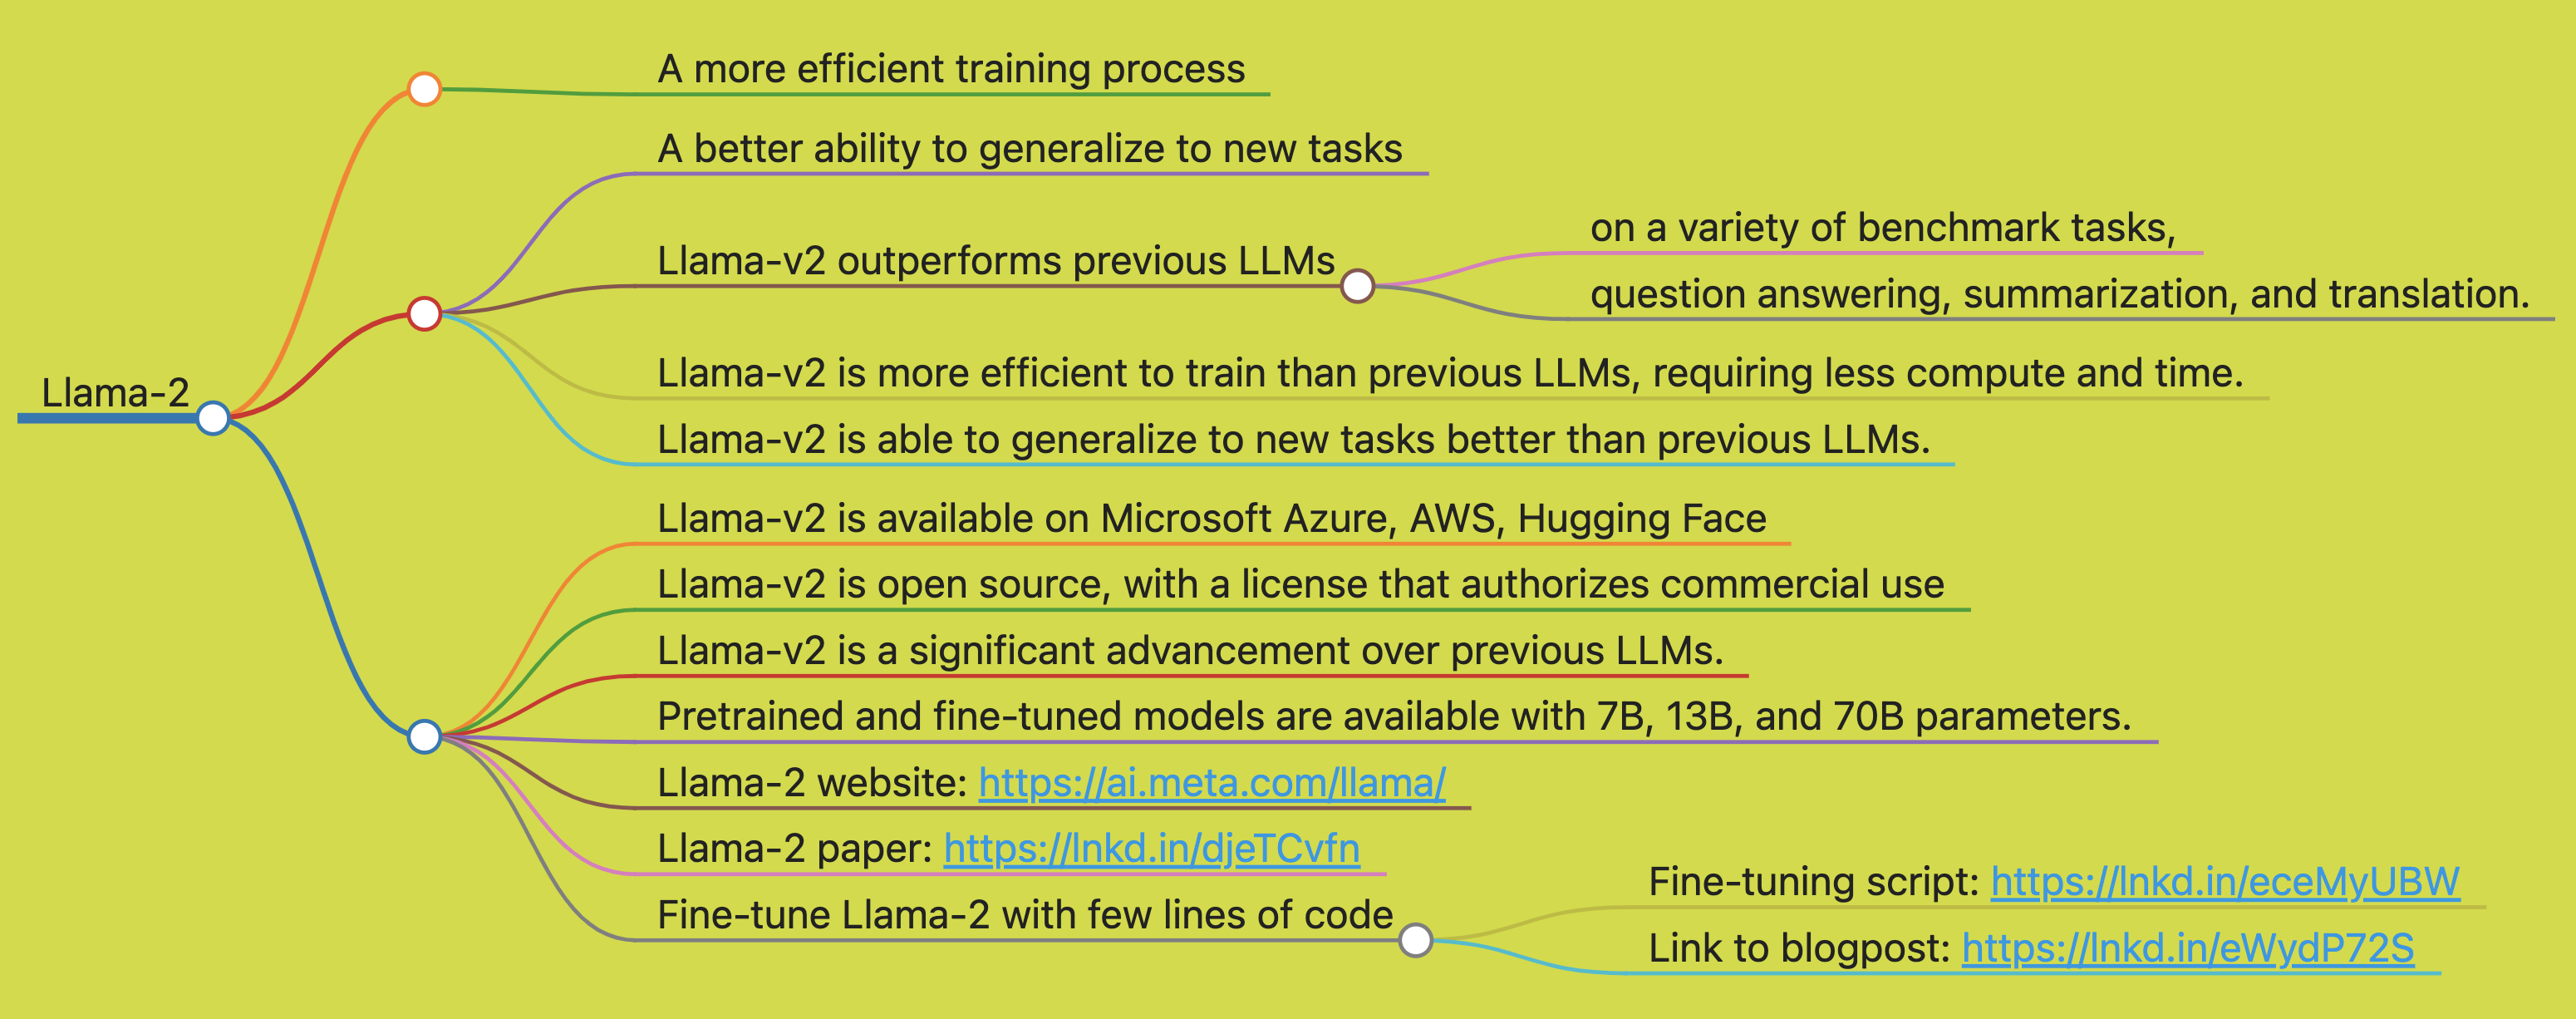 Llama-2
A more efficient training process
A better ability to generalize to new tasks
Llama-v2 outperforms previous LLMs
on a variety of benchmark tasks,
question answering, summarization, and translation.
Llama-v2 is more efficient to train than previous LLMs, requiring less compute and time.
Llama-v2 is able to generalize to new tasks better than previous LLMs.
Llama-v2 is available on Microsoft Azure, AWS, Hugging Face
Llama-v2 is open source, with a license that authorizes commercial use
Llama-v2 is a significant advancement over previous LLMs.
Pretrained and fine-tuned models are available with 7B, 13B, and 70B parameters.
Llama-2 website: https://ai.meta.com/llama/
Llama-2 paper: https://lnkd.in/djeTCvfn
Fine-tune Llama-2 with few lines of code
Fine-tuning script: https://lnkd.in/eceMyUBW
Link to blogpost: https://lnkd.in/eWydP72S